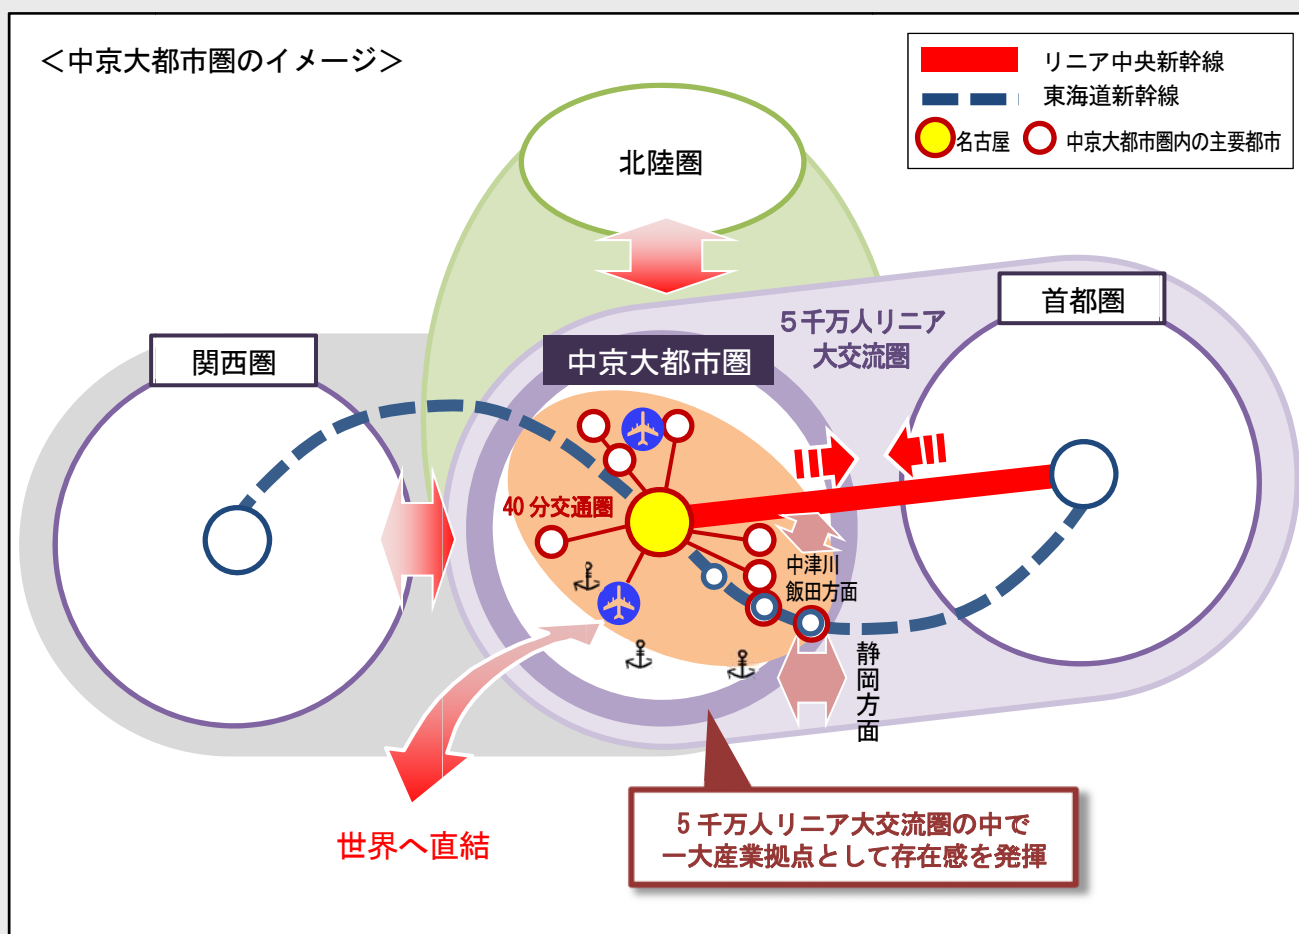 ＜中京大都市圏のイメージ＞
リニア中央新幹線
東海道新幹線
名古屋
中京大都市圏内の主要都市
北陸圏
首都圏
５千万人リニア
大交流圏
関西圏
中京大都市圏
40分交通圏
中津川
飯田方面
静岡方面
世界へ直結
５千万人リニア大交流圏の中で
一大産業拠点として存在感を発揮